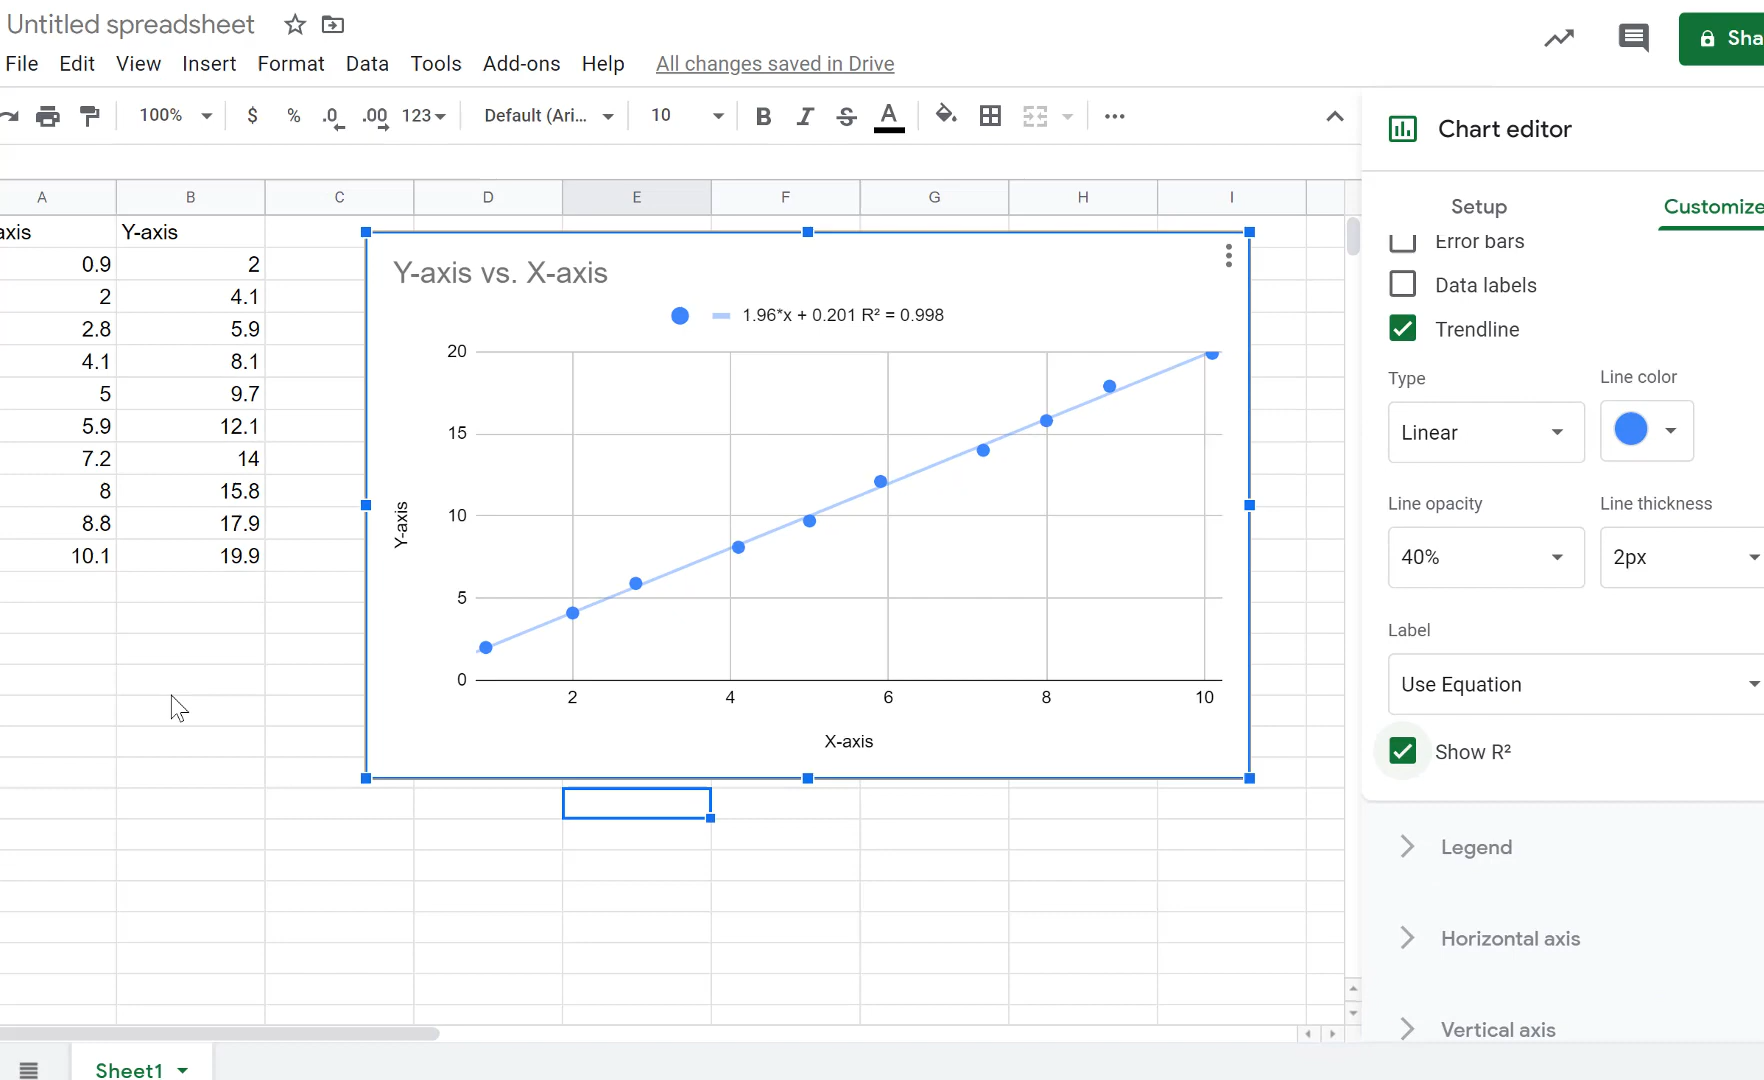 Untitled spreadsheet
File Edit View Insert Format Data Tools Add-ons Help All changes saved in Drive
100% $ % .0 .00 123 Default (Ari... 10 B I S A
A B C D E F G H I
axis Y-axis
0.9 2
2 4.1
2.8 5.9
4.1 8.1
5 9.7
5.9 12.1
7.2 14
8 15.8
8.8 17.9
10.1 19.9
Y-axis vs. X-axis
1.96*x + 0.201 R² = 0.998
20
15
10
5
0
Y-axis
2 4 6 8 10
X-axis
Sheet1
Sha
Chart editor
Setup Customize
Error bars
Data labels
Trendline
Type Line color
Linear
Line opacity Line thickness
40% 2px
Label
Use Equation
Show R²
Legend
Horizontal axis
Vertical axis